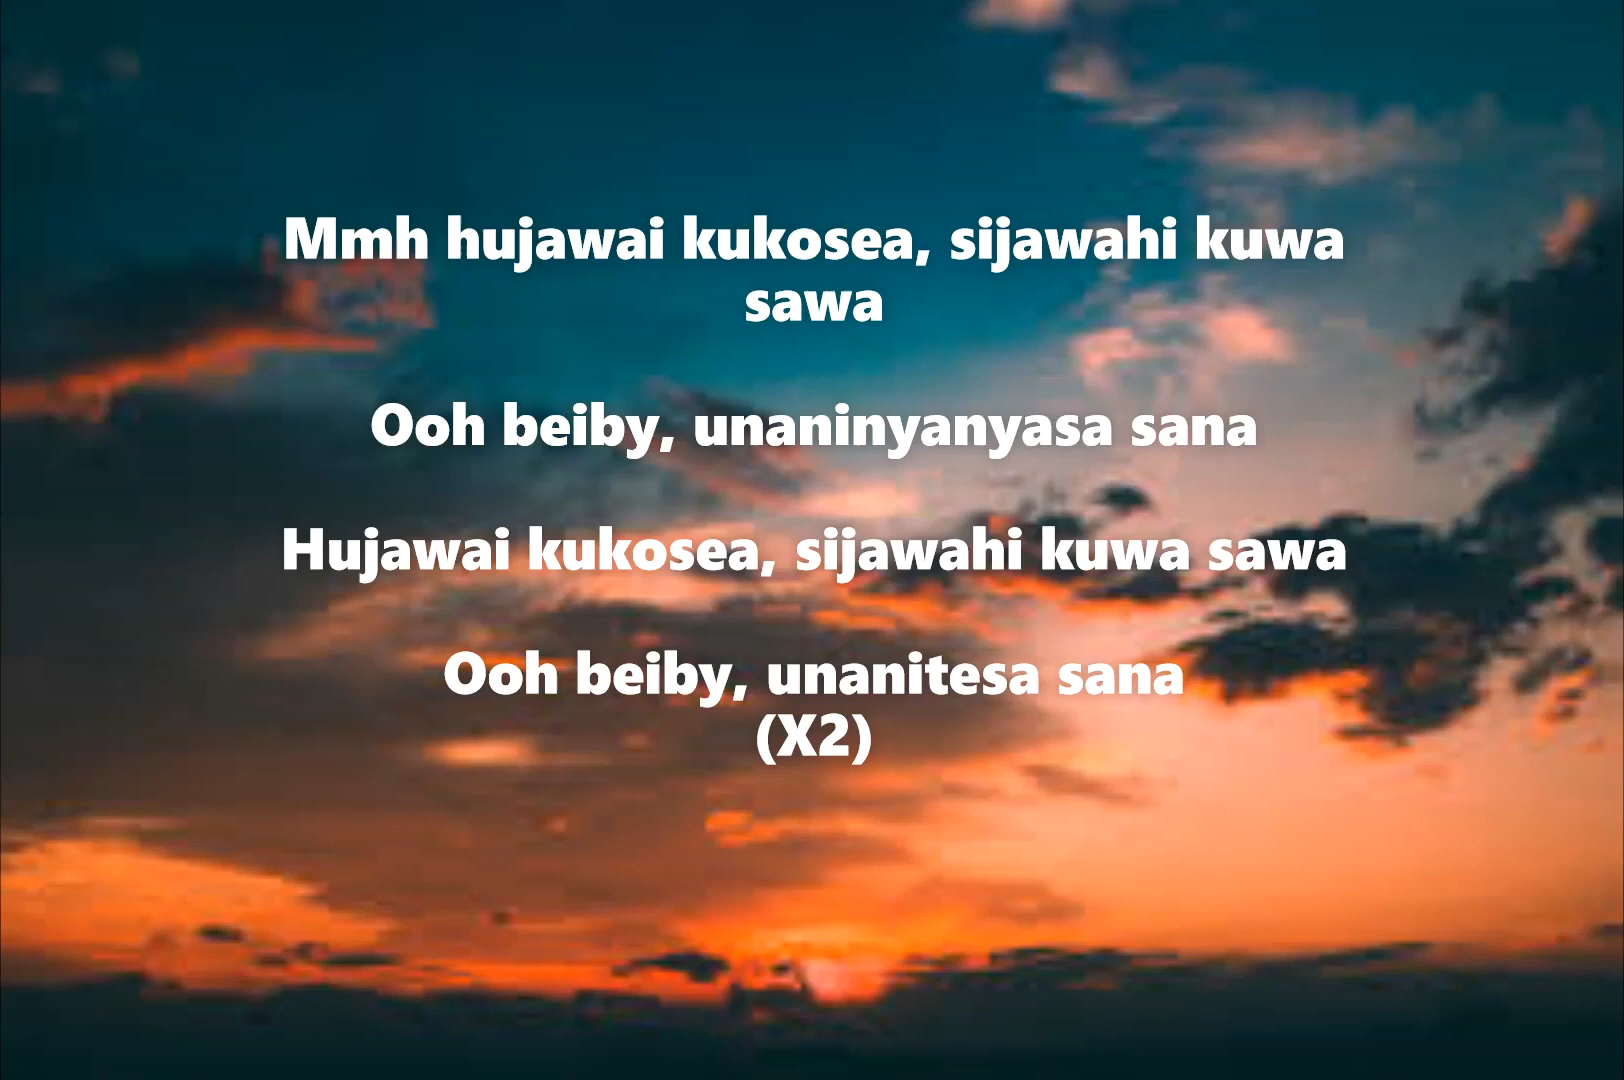 Mmh hujawai kukosea, sijawahi kuwa
sawa
Ooh beiby, unaninyanyasa sana
Hujawai kukosea, sijawahi kuwa sawa
Ooh beiby, unanitesa sana
(X2)